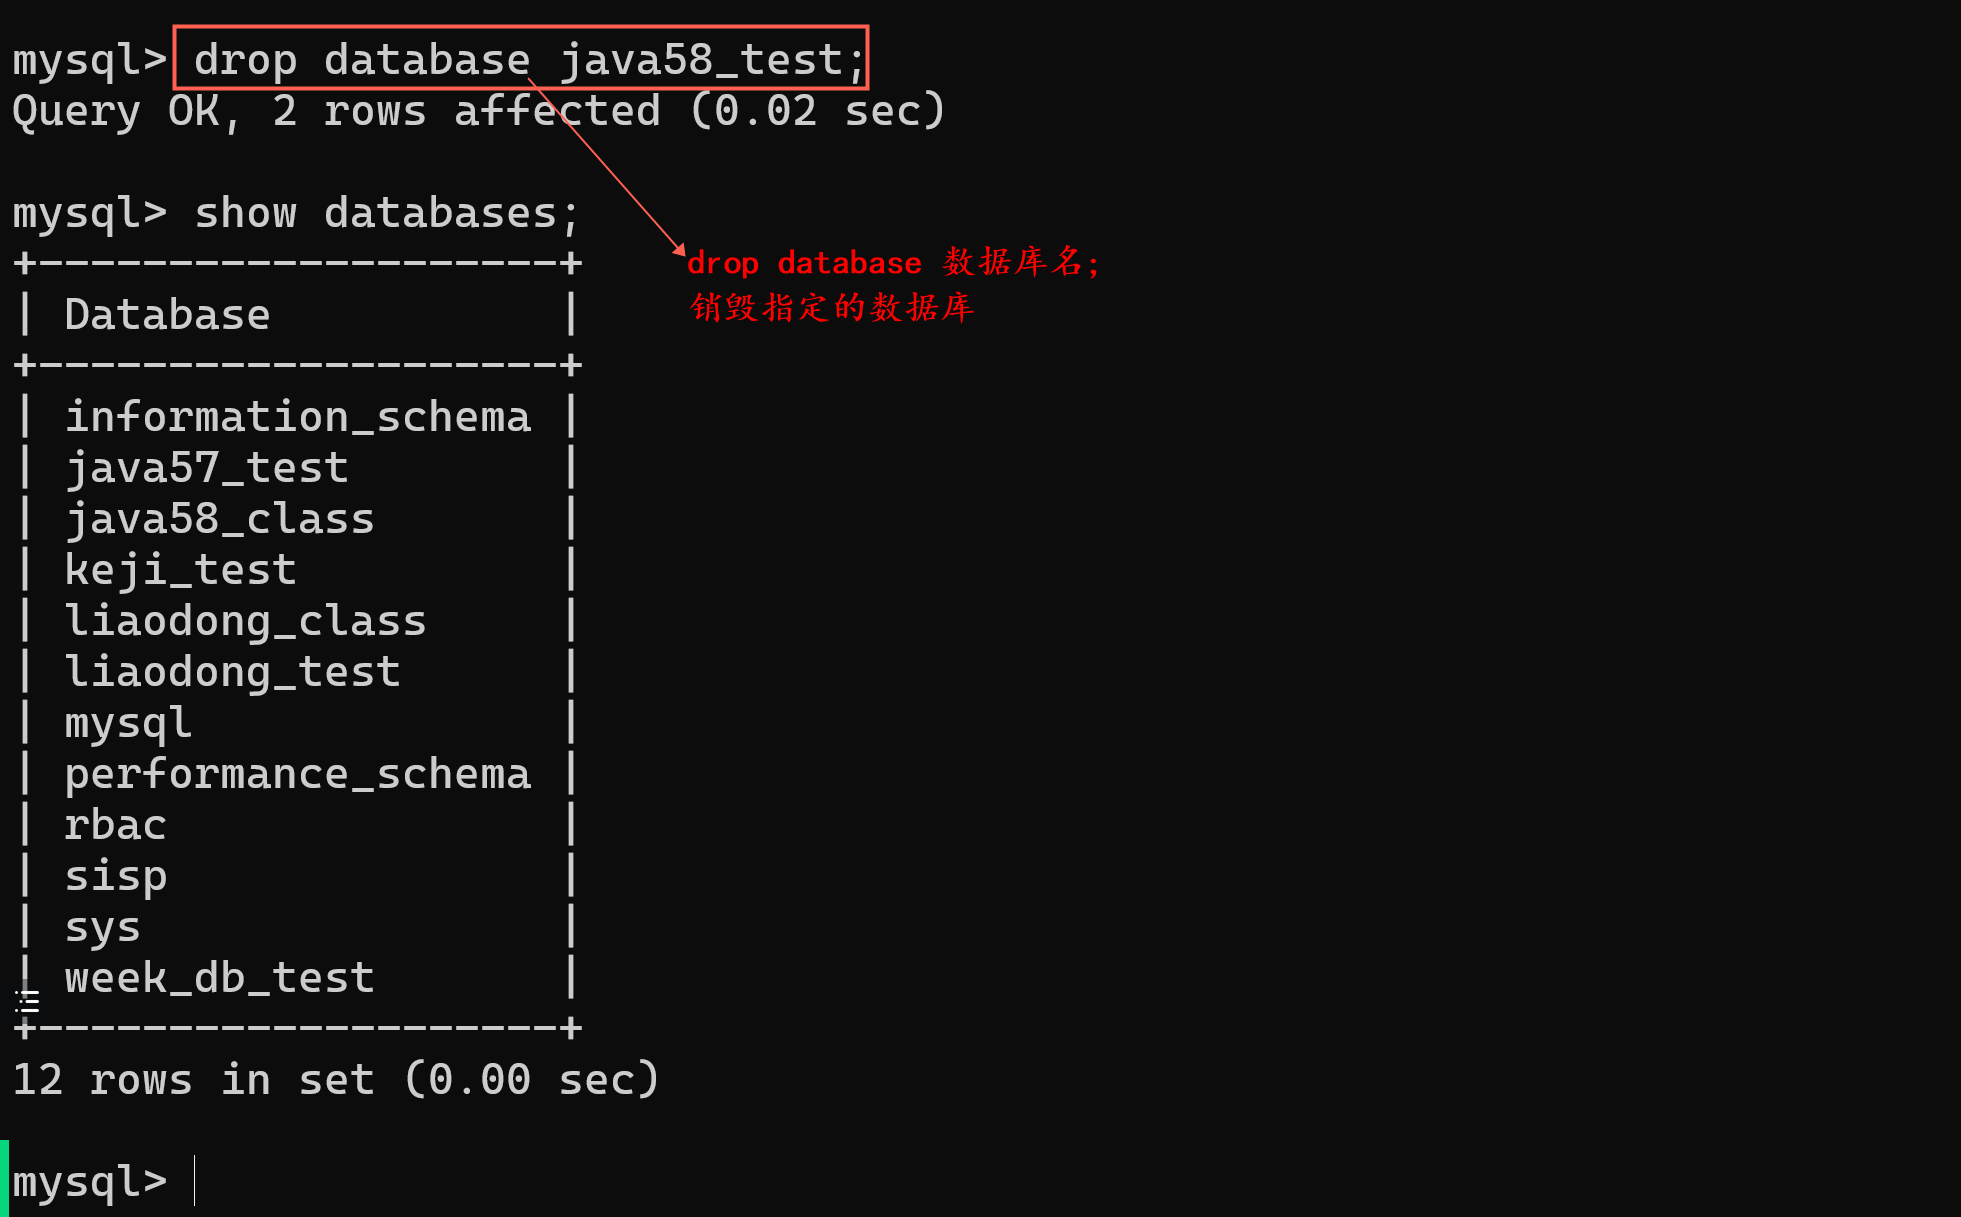 mysql> drop database java58_test;
Query OK, 2 rows affected (0.02 sec)
mysql> show databases;
drop database 数据库名;
销毁指定的数据库
+--------------------+
| Database           |
+--------------------+
| information_schema |
| java57_test        |
| java58_class       |
| keji_test          |
| liaodong_class     |
| liaodong_test      |
| mysql              |
| performance_schema |
| rbac               |
| sisp               |
| sys                |
| week_db_test       |
+--------------------+
12 rows in set (0.00 sec)
mysql>